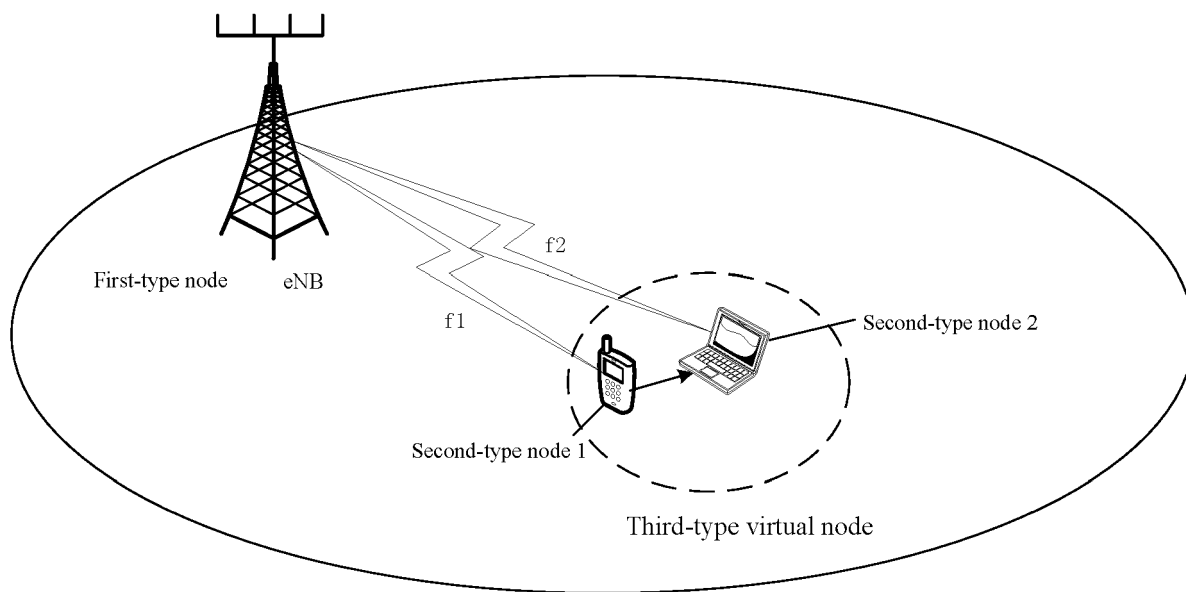 f2
First-type node eNB
f1
Second-type node 2
Second-type node 1
Third-type virtual node